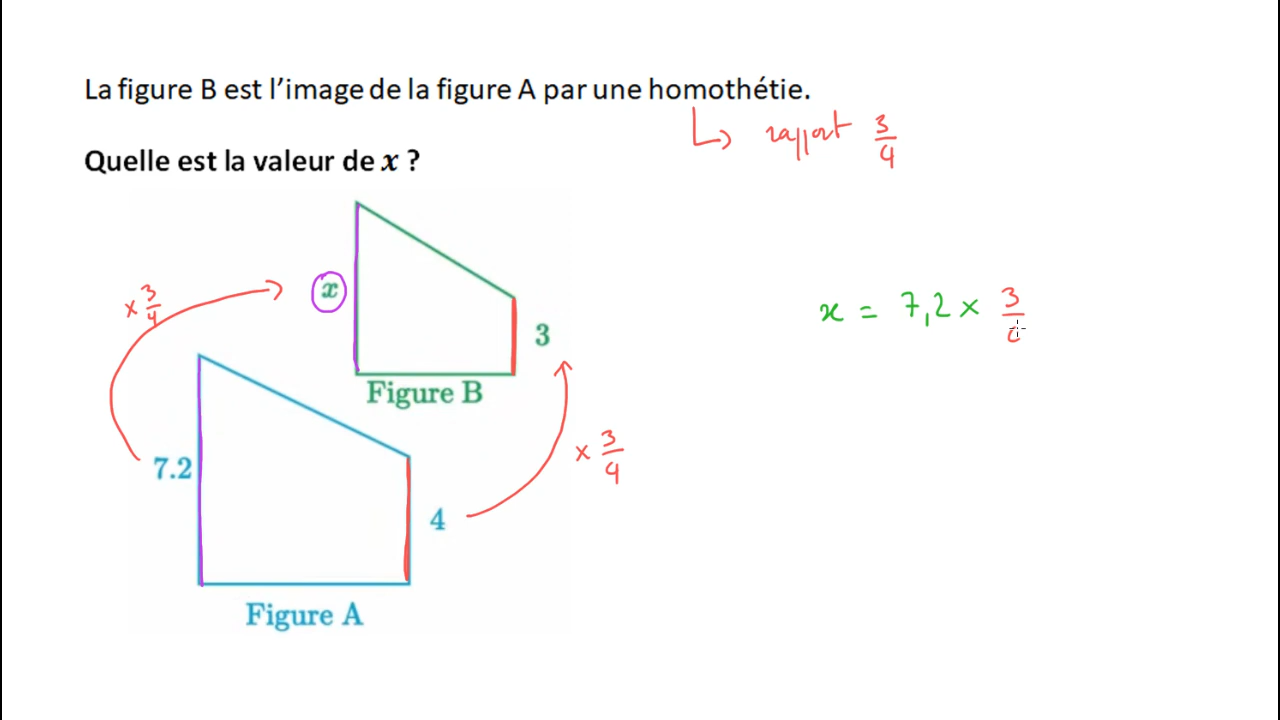 La figure B est l’image de la figure A par une homothétie.
↳ rapport 3/4
Quelle est la valeur de x ?
x
× 3/4
3
x = 7,2 × 3/
Figure B
× 3/4
7.2
4
Figure A